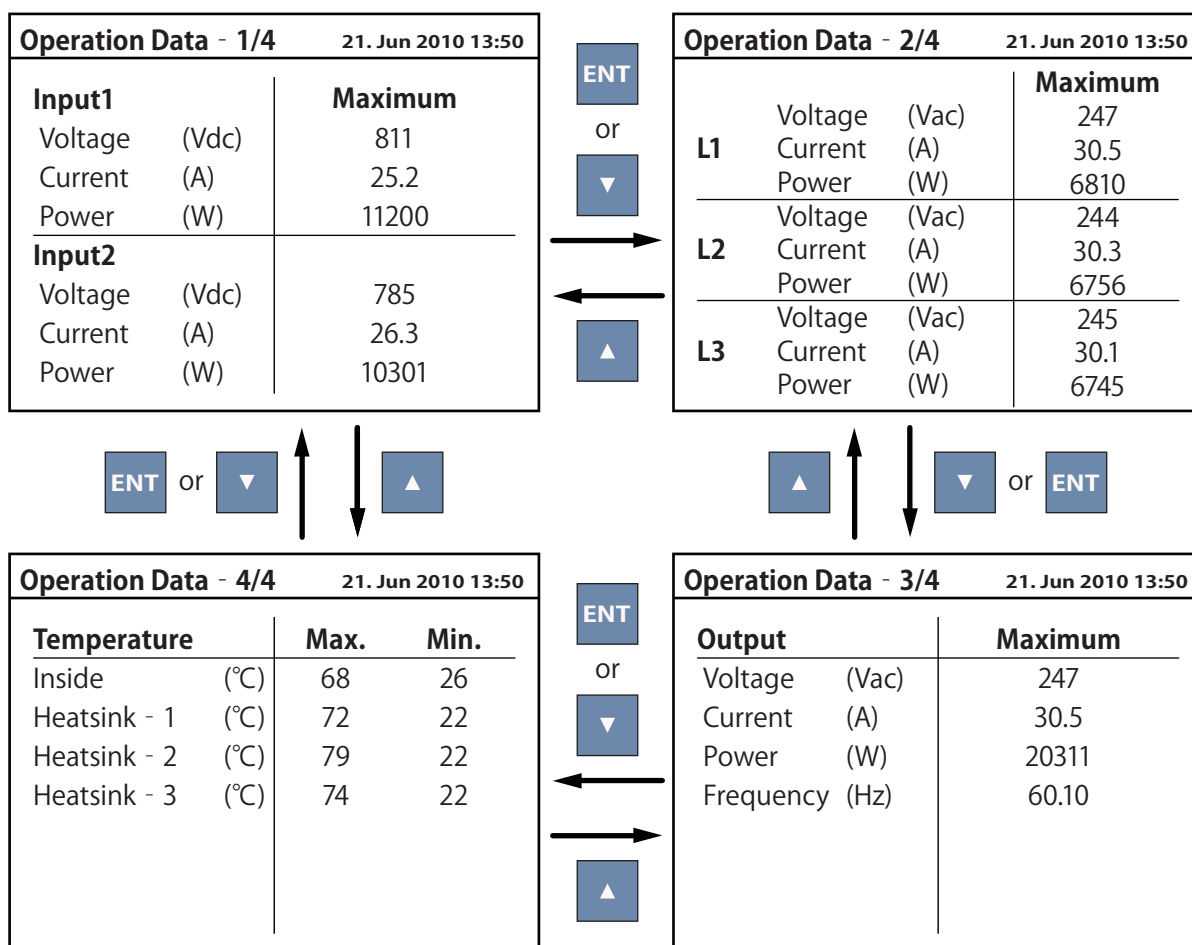 Operation Data - 1/4 21. Jun 2010 13:50
Input1 Maximum
Voltage (Vdc) 811
Current (A) 25.2
Power (W) 11200
Input2
Voltage (Vdc) 785
Current (A) 26.3
Power (W) 10301
ENT
or
▼
▲
Operation Data - 2/4 21. Jun 2010 13:50
Maximum
Voltage (Vac) 247
L1 Current (A) 30.5
Power (W) 6810
Voltage (Vac) 244
L2 Current (A) 30.3
Power (W) 6756
Voltage (Vac) 245
L3 Current (A) 30.1
Power (W) 6745
ENT or ▼ ▲
▲ ▼ or ENT
Operation Data - 4/4 21. Jun 2010 13:50
Temperature Max. Min.
Inside (℃) 68 26
Heatsink - 1 (℃) 72 22
Heatsink - 2 (℃) 79 22
Heatsink - 3 (℃) 74 22
ENT
or
▼
▲
Operation Data - 3/4 21. Jun 2010 13:50
Output Maximum
Voltage (Vac) 247
Current (A) 30.5
Power (W) 20311
Frequency (Hz) 60.10